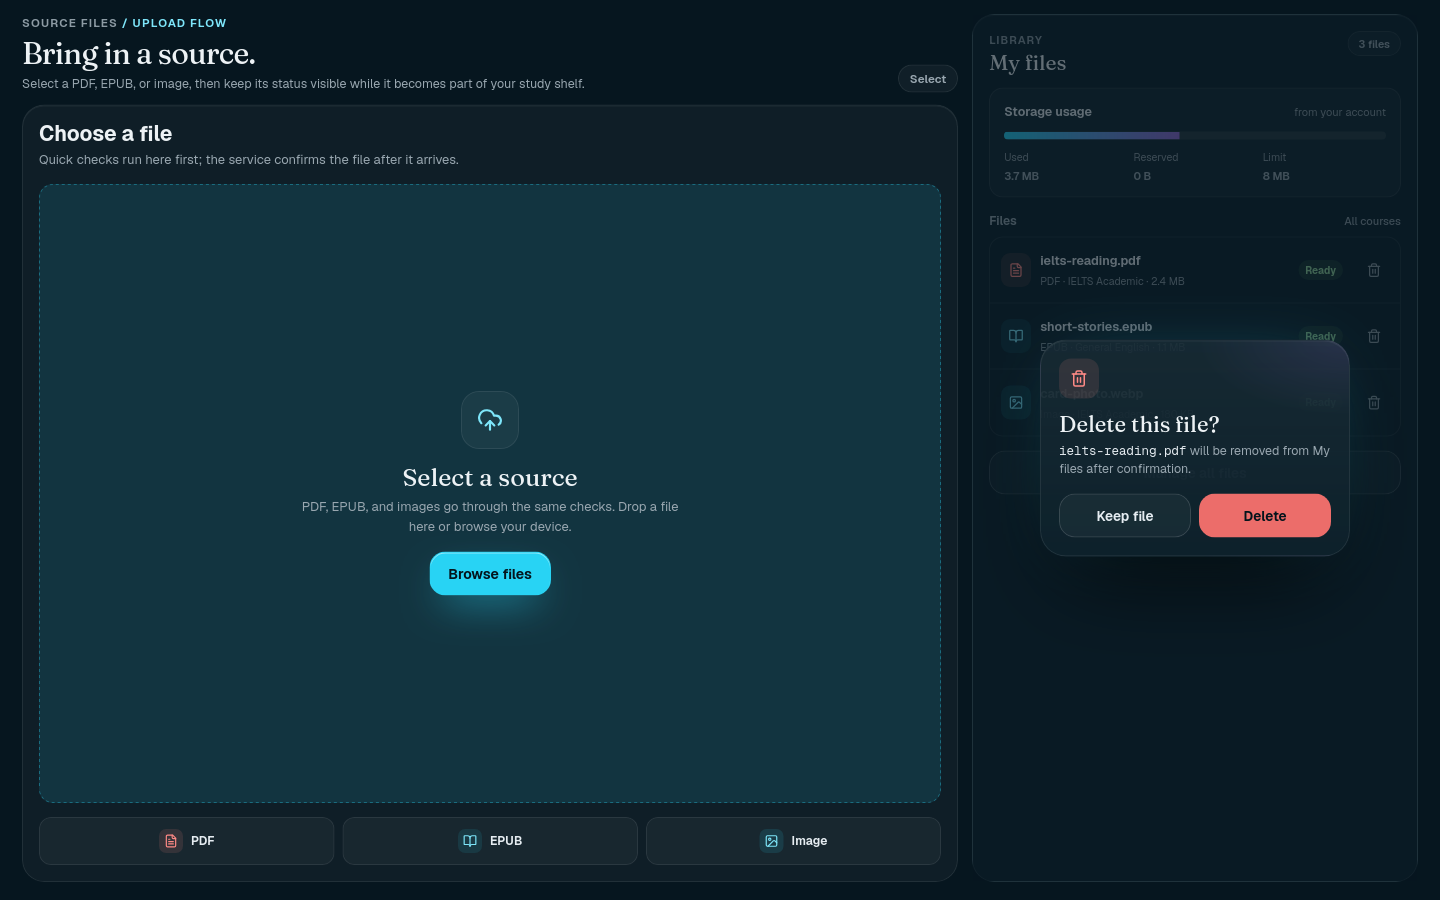 SOURCE FILES / UPLOAD FLOW
Bring in a source.
Select a PDF, EPUB, or image, then keep its status visible while it becomes part of your study shelf.
Select
Choose a file
Quick checks run here first; the service confirms the file after it arrives.
Select a source
PDF, EPUB, and images go through the same checks. Drop a file
here or browse your device.
Browse files
PDF
EPUB
Image
LIBRARY
My files
3 files
Storage usage
from your account
Used
Reserved
Limit
3.7 MB
0 B
8 MB
Files
All courses
ielts-reading.pdf
PDF · IELTS Academic · 2.4 MB
Ready
short-stories.epub
Ready
Ready
Delete this file?
ielts-reading.pdf will be removed from My
files after confirmation.
Keep file
Delete